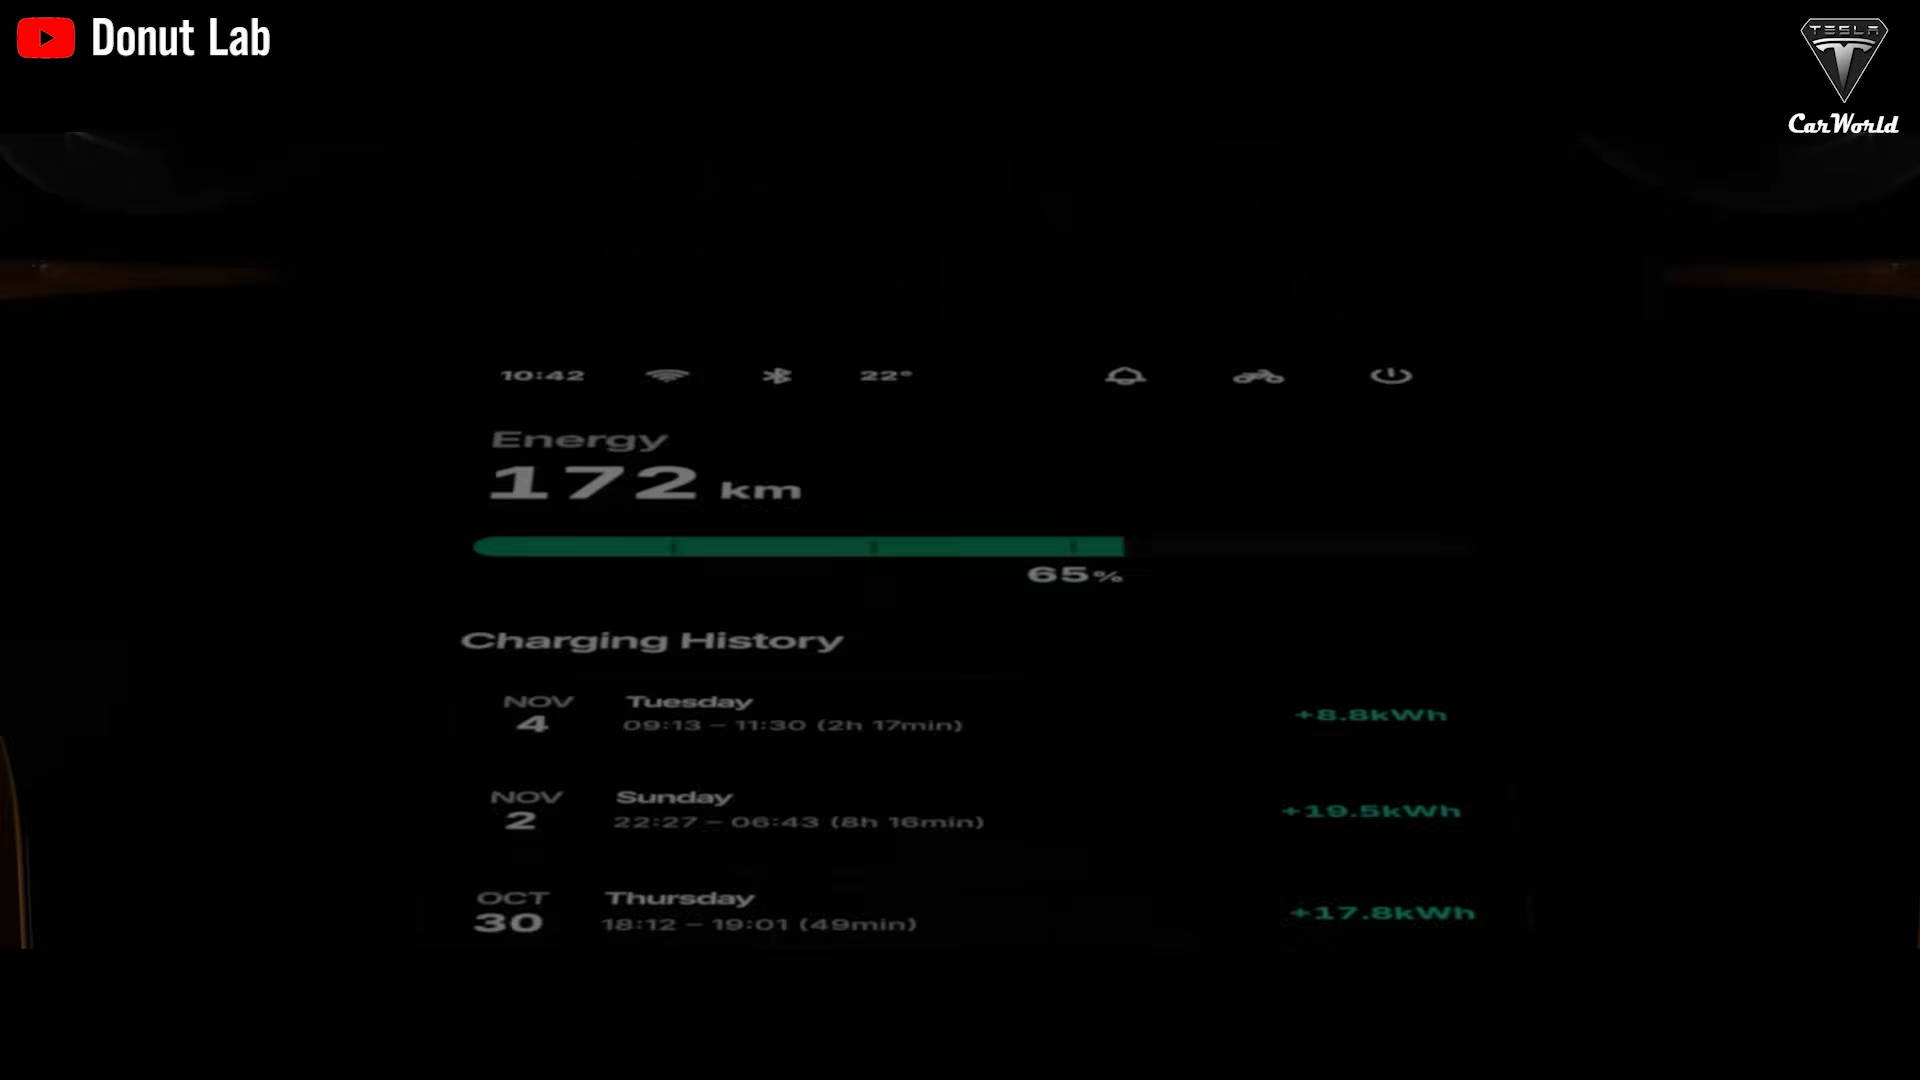 Donut Lab
TESLA
CarWorld
10:42 22°
Energy
172 km
65%
Charging History
NOV
4
Tuesday
09:13 – 11:30 (2h 17min)
+8.8kWh
NOV
2
Sunday
22:27 – 06:43 (8h 16min)
+19.5kWh
OCT
30
Thursday
18:12 – 19:01 (49min)
+17.8kWh